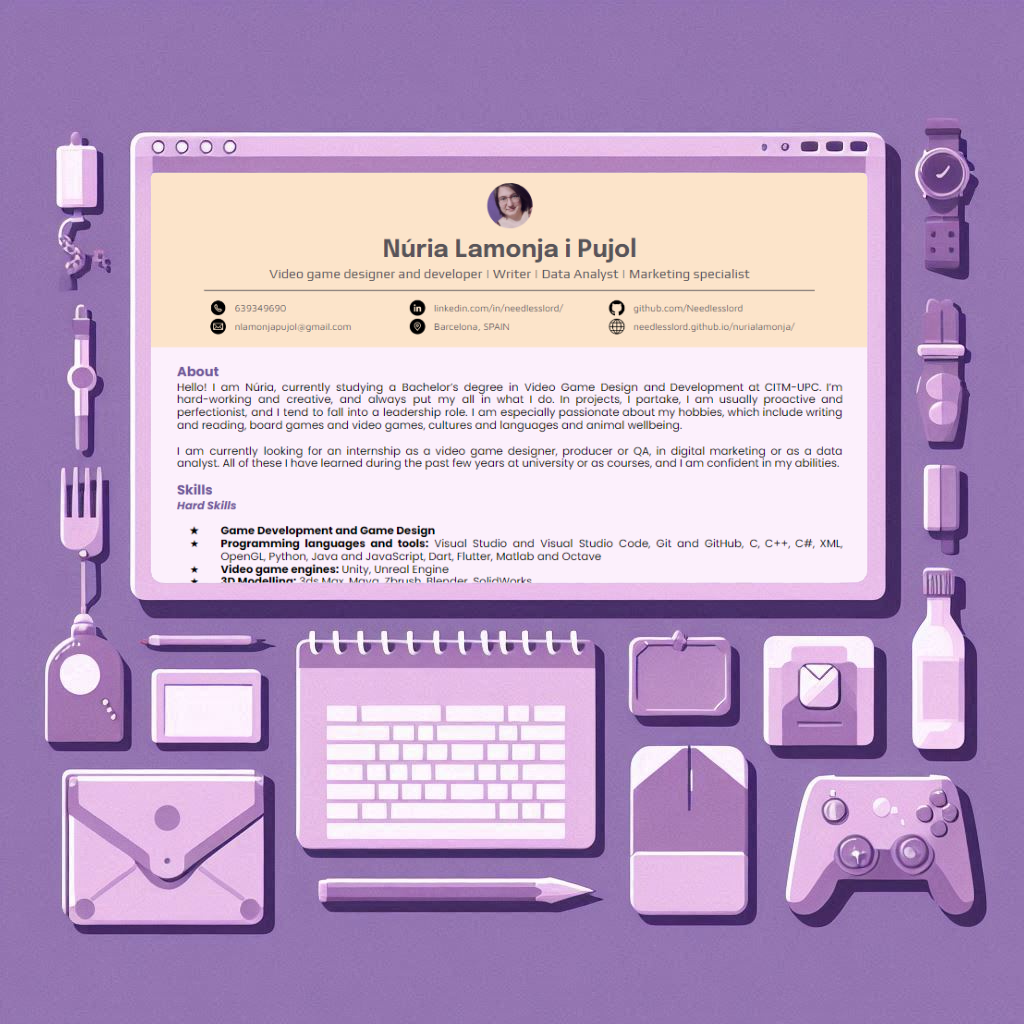 Núria Lamonja i Pujol
Video game designer and developer | Writer | Data Analyst | Marketing specialist
639349690
linkedin.com/in/needlesslord/
github.com/Needlesslord
nlamonjapujol@gmail.com
Barcelona, SPAIN
needlesslord.github.io/nurialamonja/
About
Hello! I am Núria, currently studying a Bachelor's degree in Video Game Design and Development at CITM-UPC. I'm
hard-working and creative, and always put my all in what I do. In projects, I partake, I am usually proactive and
perfectionist, and I tend to fall into a leadership role. I am especially passionate about my hobbies, which include writing
and reading, board games and video games, cultures and languages and animal wellbeing.
I am currently looking for an internship as a video game designer, producer or QA, in digital marketing or as a data
analyst. All of these I have learned during the past few years at university or as courses, and I am confident in my abilities.
Skills
Hard Skills
★ Game Development and Game Design
★ Programming languages and tools: Visual Studio and Visual Studio Code, Git and GitHub, C, C++, C#, XML,
OpenGL, Python, Java and JavaScript, Dart, Flutter, Matlab and Octave
★ Video game engines: Unity, Unreal Engine
★ 3D Modelling: 3ds Max, Maya, Zbrush, Blender, SolidWorks